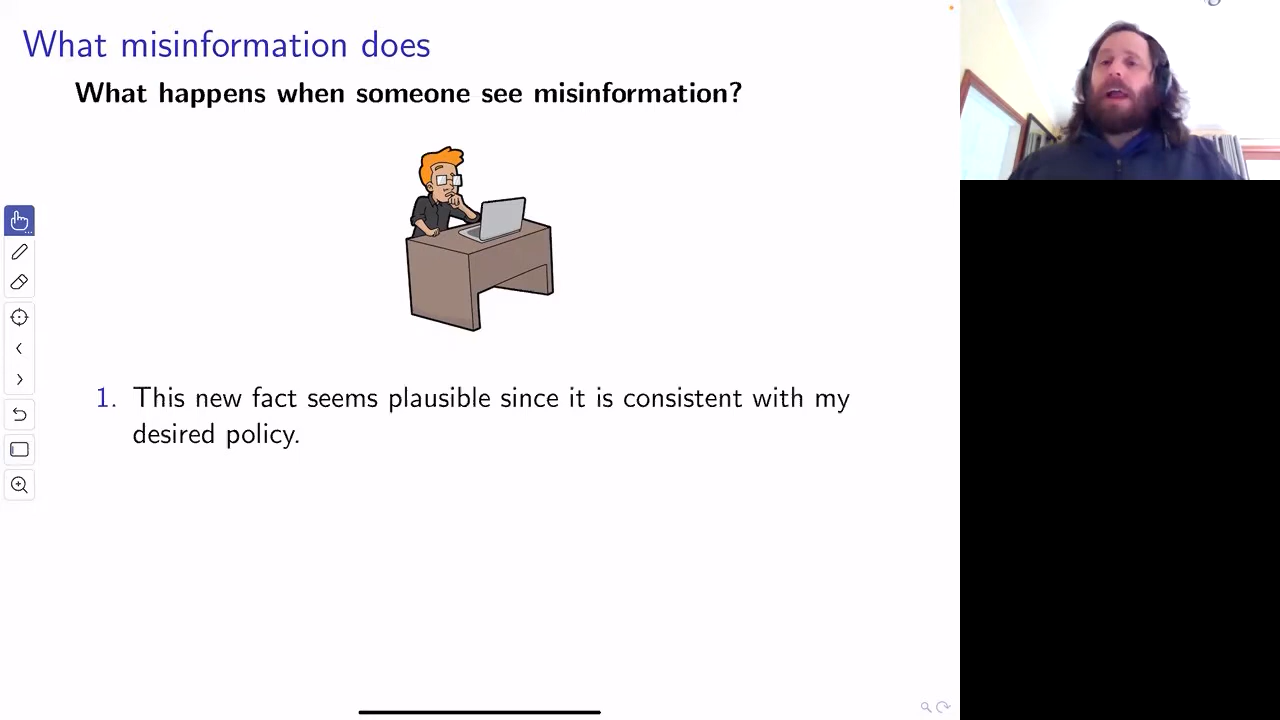 What misinformation does
What happens when someone see misinformation?
1. This new fact seems plausible since it is consistent with my
desired policy.